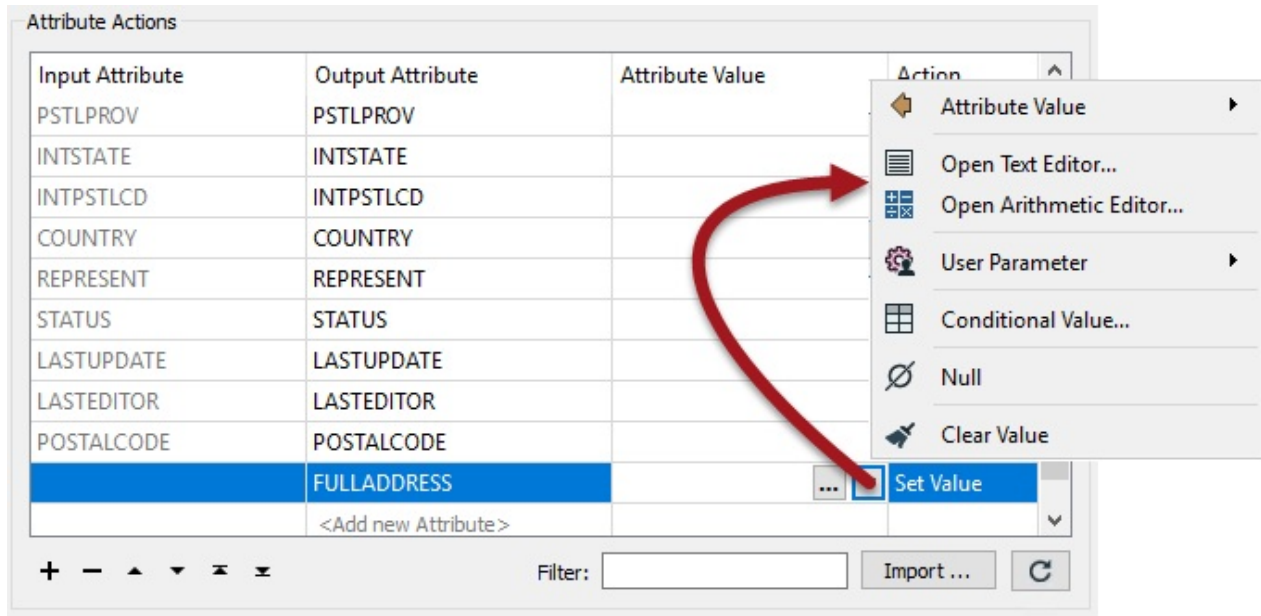 Attribute Actions
Input Attribute Output Attribute Attribute Value Action
PSTLPROV PSTLPROV
INTSTATE INTSTATE
INTPSTLCD INTPSTLCD
COUNTRY COUNTRY
REPRESENT REPRESENT
STATUS STATUS
LASTUPDATE LASTUPDATE
LASTEDITOR LASTEDITOR
POSTALCODE POSTALCODE
FULLADDRESS ... Set Value
<Add new Attribute>
Filter: Import ...
Attribute Value
Open Text Editor...
Open Arithmetic Editor...
User Parameter
Conditional Value...
Null
Clear Value